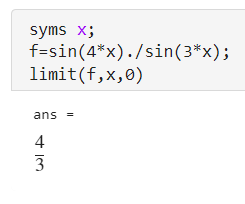 syms x;
f=sin(4*x)./sin(3*x);
limit(f,x,0)
ans =
4
3